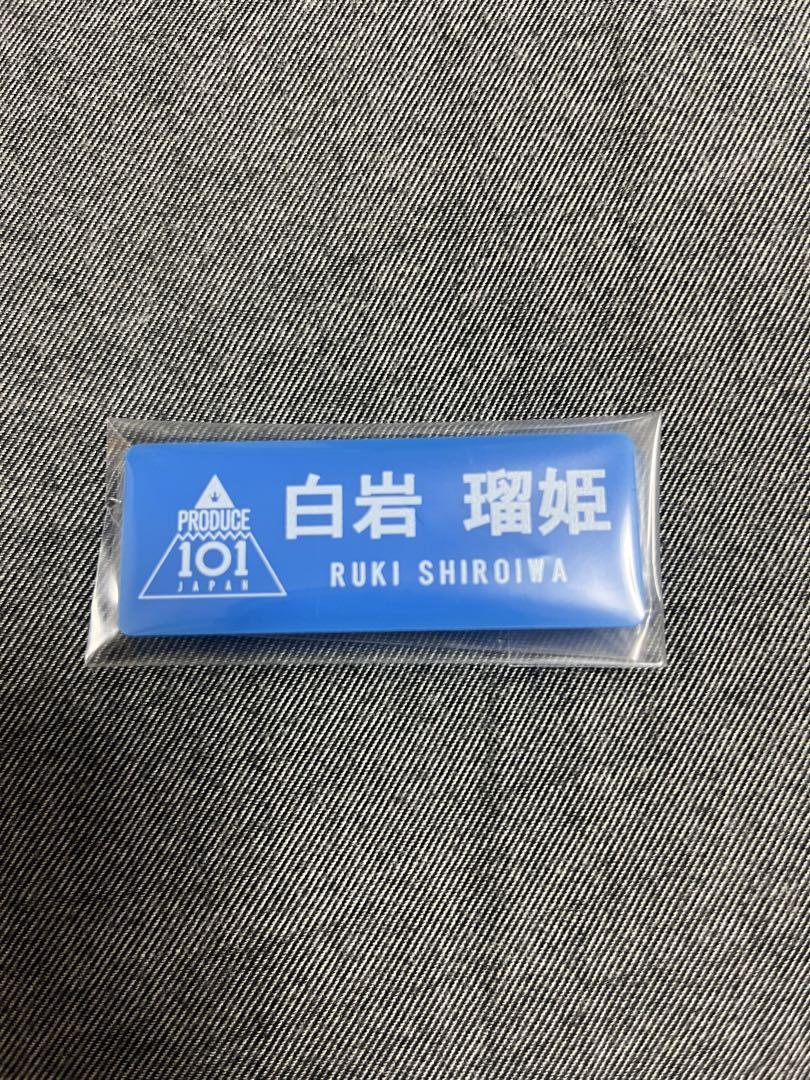 PRODUCE
101
JAPAN
白岩 瑠姫
RUKI SHIROIWA